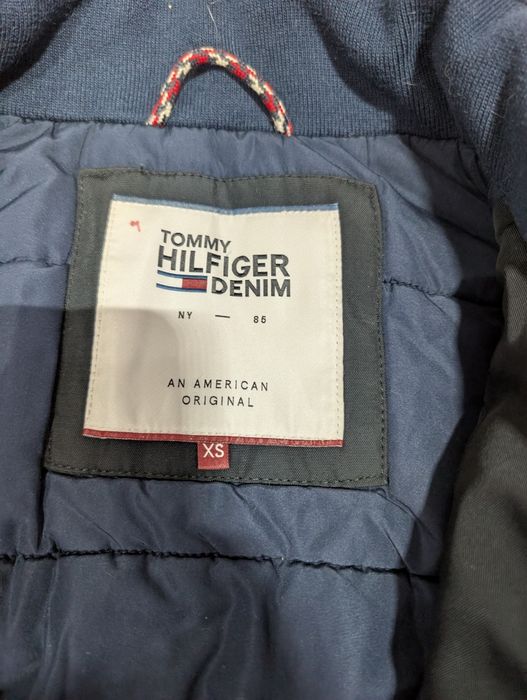 TOMMY
HILFIGER
DENIM
NY — 85
AN AMERICAN
ORIGINAL
XS